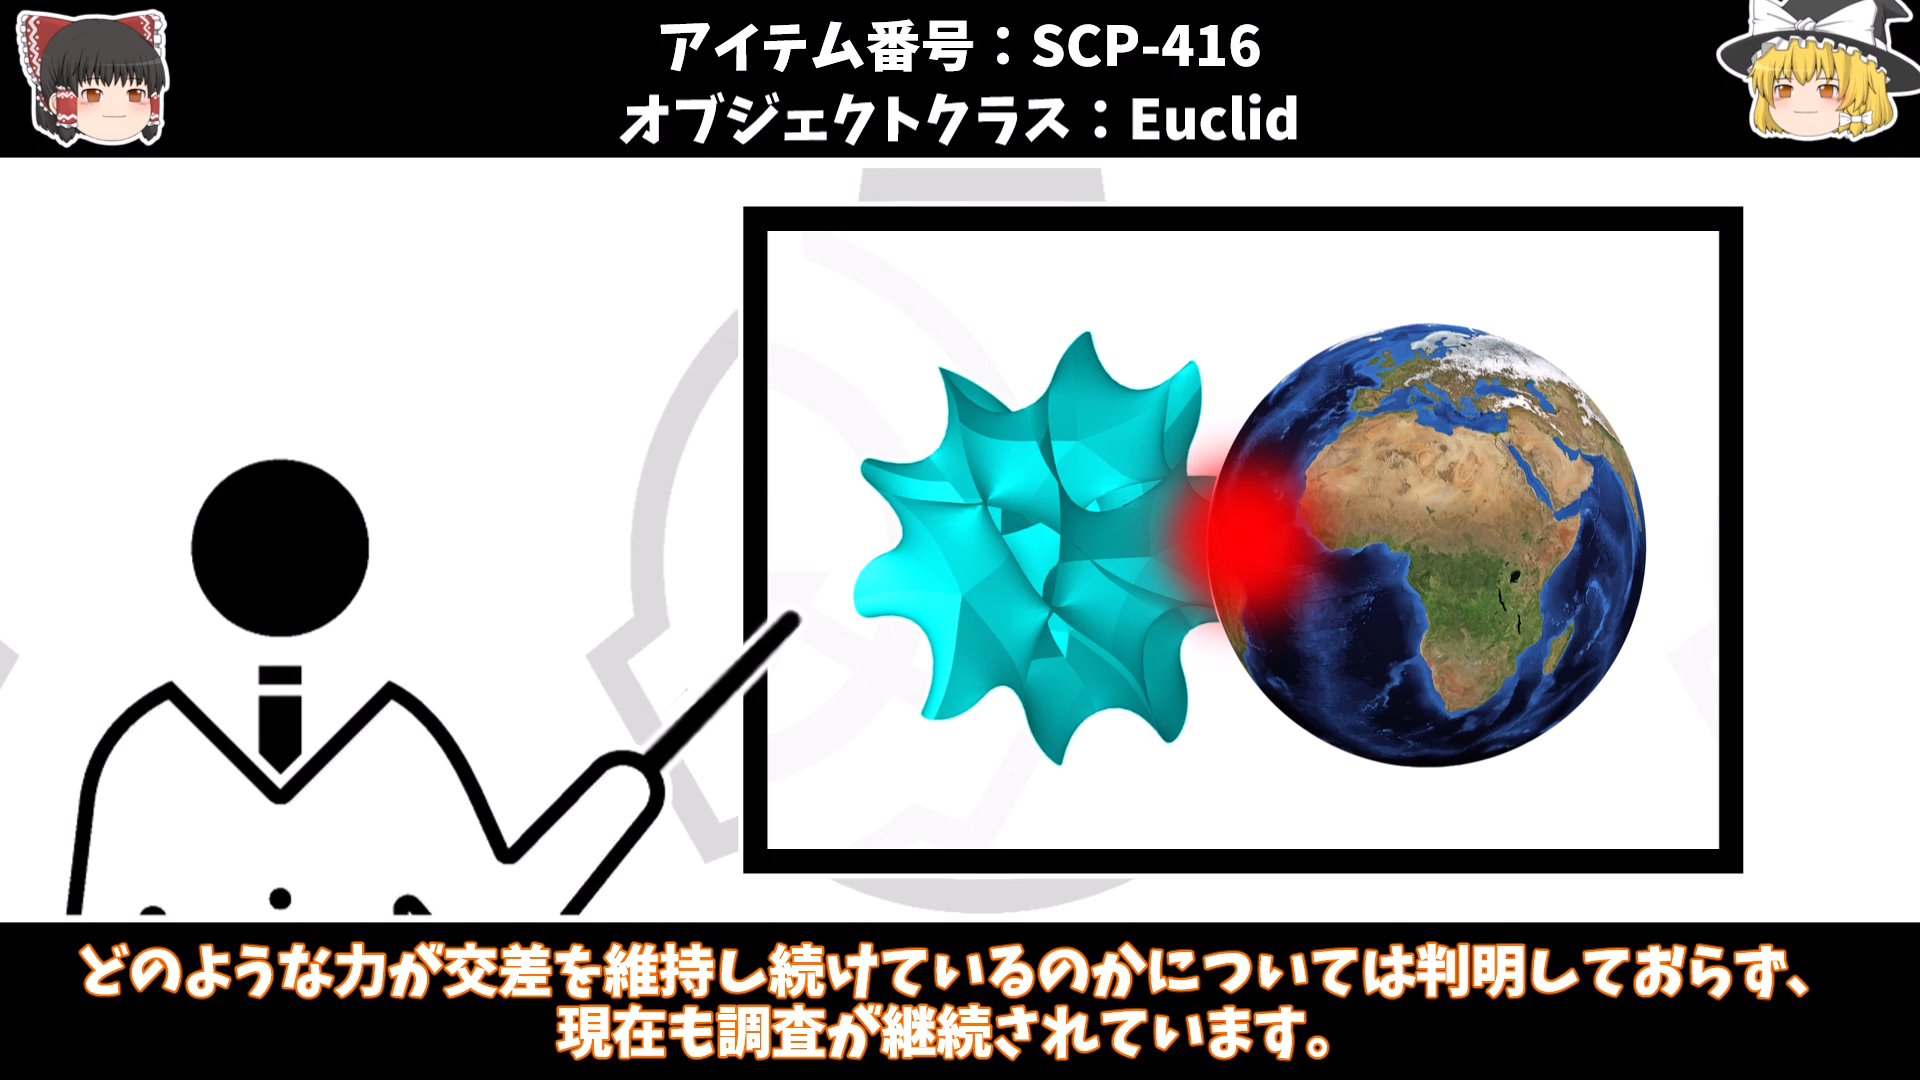 アイテム番号：SCP-416
オブジェクトクラス：Euclid
どのような力が交差を維持し続けているのかについては判明しておらず、
現在も調査が継続されています。